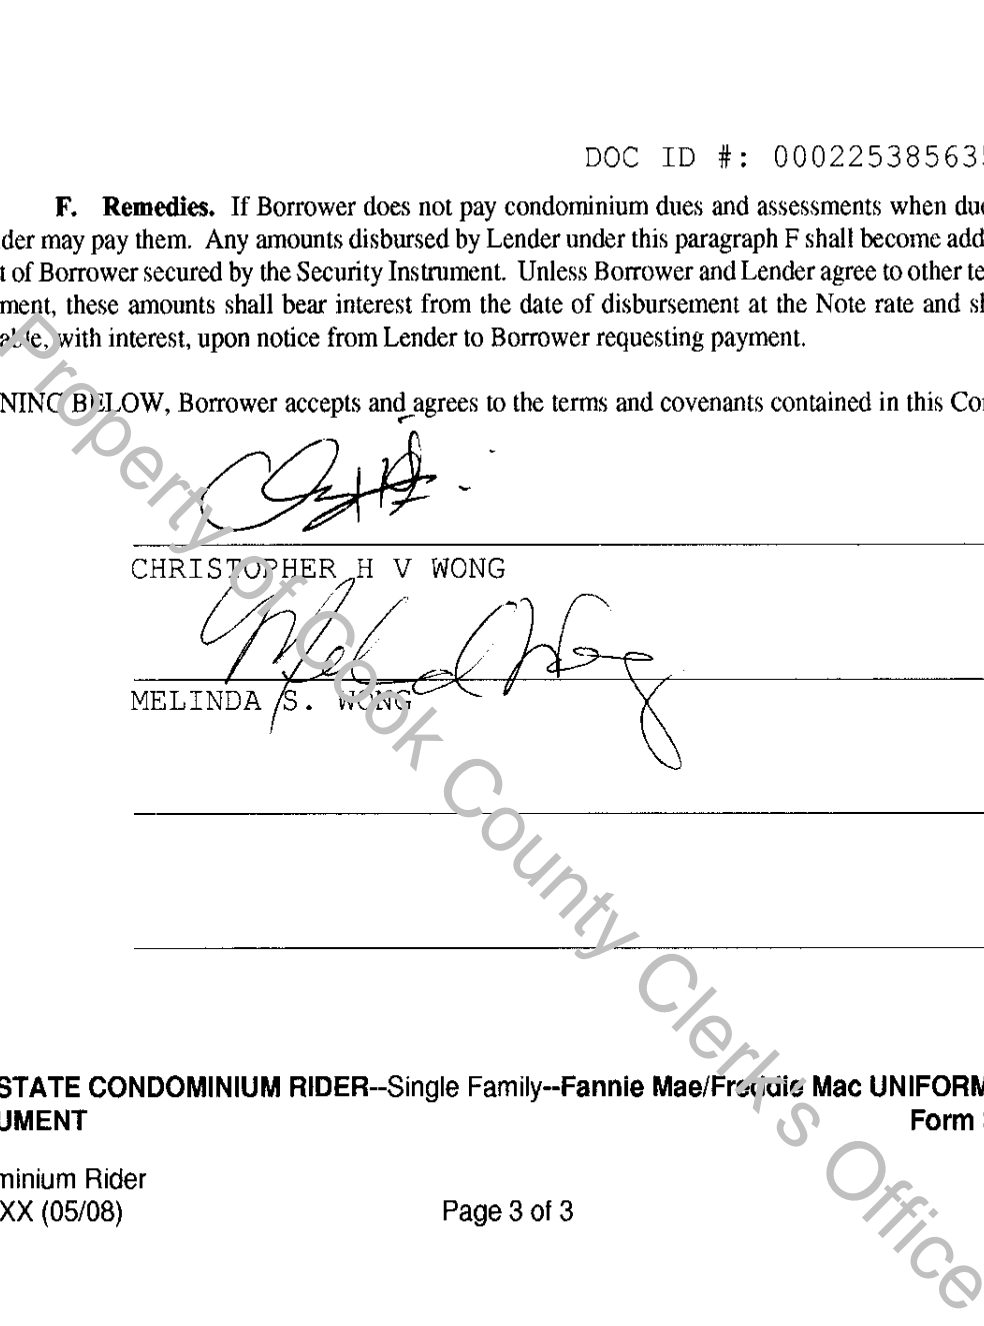 DOC ID #: 00022538563
F. Remedies. If Borrower does not pay condominium dues and assessments when due
der may pay them. Any amounts disbursed by Lender under this paragraph F shall become add
t of Borrower secured by the Security Instrument. Unless Borrower and Lender agree to other te
ment, these amounts shall bear interest from the date of disbursement at the Note rate and sh
able, with interest, upon notice from Lender to Borrower requesting payment.
NING BELOW, Borrower accepts and agrees to the terms and covenants contained in this Co
CHRISTOPHER H V WONG
Melinda Wong
MELINDA S. WONG
Property of Cook County Clerk's Office
STATE CONDOMINIUM RIDER--Single Family--Fannie Mae/Freddie Mac UNIFORM
UMENT Form
minium Rider
XX (05/08) Page 3 of 3